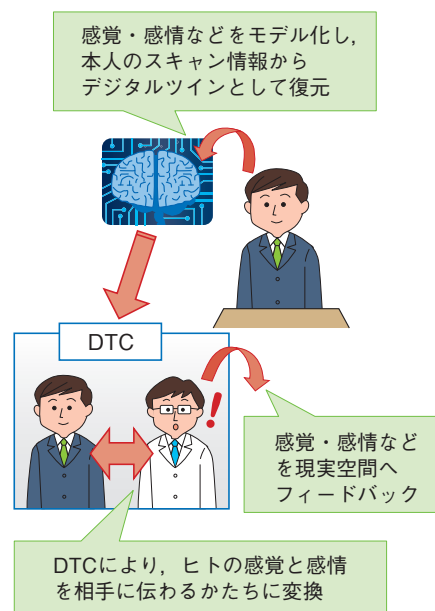 感覚・感情などをモデル化し，
本人のスキャン情報から
デジタルツインとして復元
DTC
感覚・感情など
を現実空間へ
フィードバック
DTCにより，ヒトの感覚と感情
を相手に伝わるかたちに変換